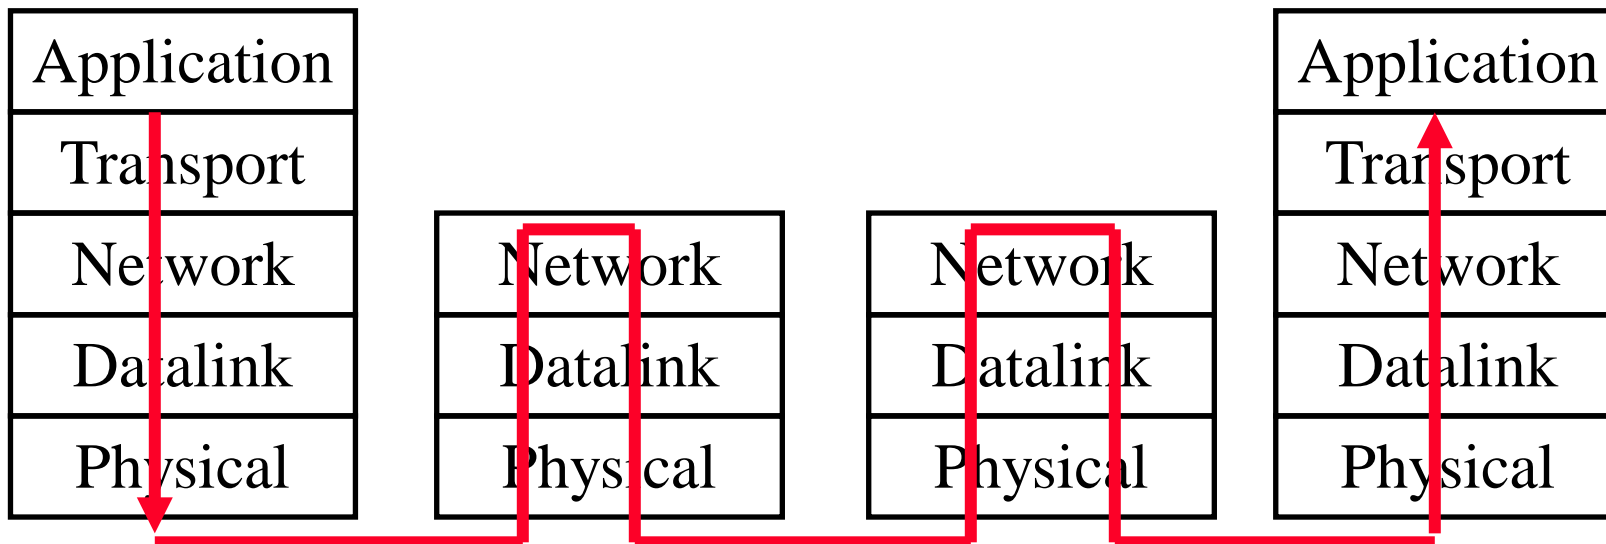 Application
Transport
Network
Datalink
Physical
Network
Datalink
Physical
Network
Datalink
Physical
Application
Transport
Network
Datalink
Physical